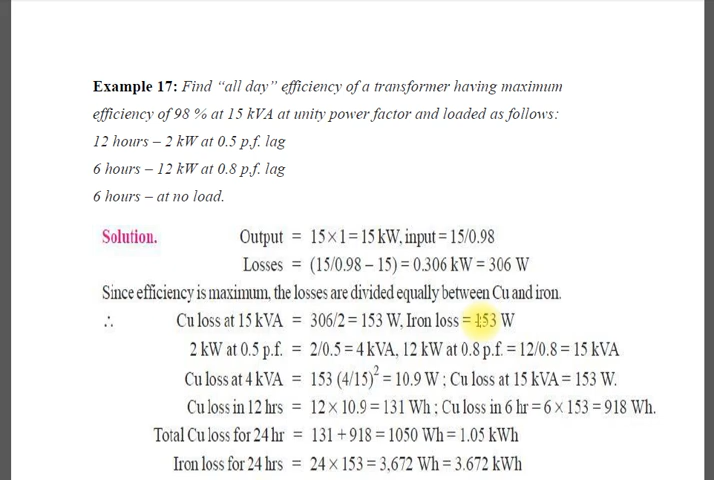 Example 17: Find “all day” efficiency of a transformer having maximum
efficiency of 98 % at 15 kVA at unity power factor and loaded as follows:
12 hours – 2 kW at 0.5 p.f. lag
6 hours – 12 kW at 0.8 p.f. lag
6 hours – at no load.
Solution. Output = 15 × 1 = 15 kW, input = 15/0.98
Losses = (15/0.98 – 15) = 0.306 kW = 306 W
Since efficiency is maximum, the losses are divided equally between Cu and iron.
∴ Cu loss at 15 kVA = 306/2 = 153 W, Iron loss = 153 W
2 kW at 0.5 p.f. = 2/0.5 = 4 kVA, 12 kW at 0.8 p.f. = 12/0.8 = 15 kVA
Cu loss at 4 kVA = 153 (4/15)² = 10.9 W ; Cu loss at 15 kVA = 153 W.
Cu loss in 12 hrs = 12 × 10.9 = 131 Wh ; Cu loss in 6 hr = 6 × 153 = 918 Wh.
Total Cu loss for 24 hr = 131 + 918 = 1050 Wh = 1.05 kWh
Iron loss for 24 hrs = 24 × 153 = 3,672 Wh = 3.672 kWh